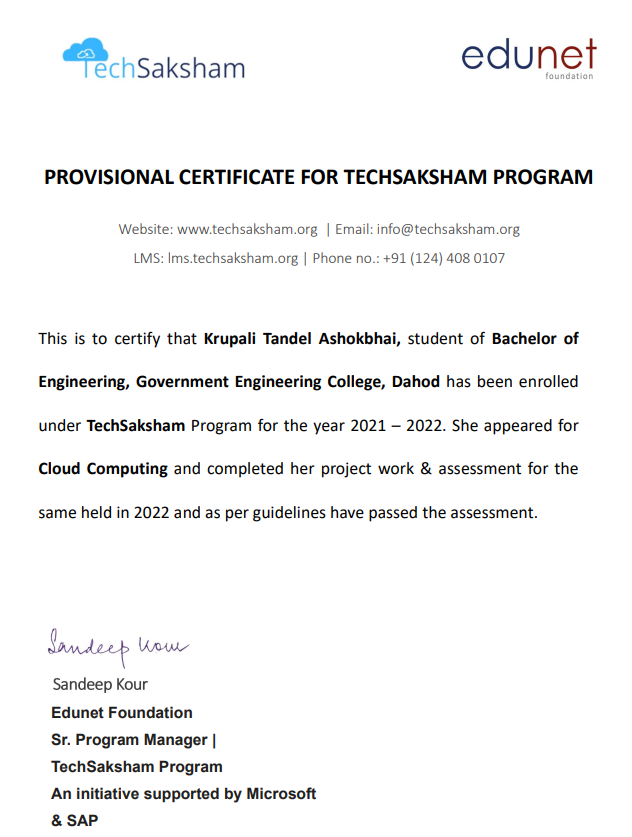 TechSaksham
edunet
foundation
PROVISIONAL CERTIFICATE FOR TECHSAKSHAM PROGRAM
Website: www.techsaksham.org | Email: info@techsaksham.org
LMS: lms.techsaksham.org | Phone no.: +91 (124) 408 0107
This is to certify that Krupali Tandel Ashokbhai, student of Bachelor of
Engineering, Government Engineering College, Dahod has been enrolled
under TechSaksham Program for the year 2021 – 2022. She appeared for
Cloud Computing and completed her project work & assessment for the
same held in 2022 and as per guidelines have passed the assessment.
Sandeep Kour
Sandeep Kour
Edunet Foundation
Sr. Program Manager |
TechSaksham Program
An initiative supported by Microsoft
& SAP